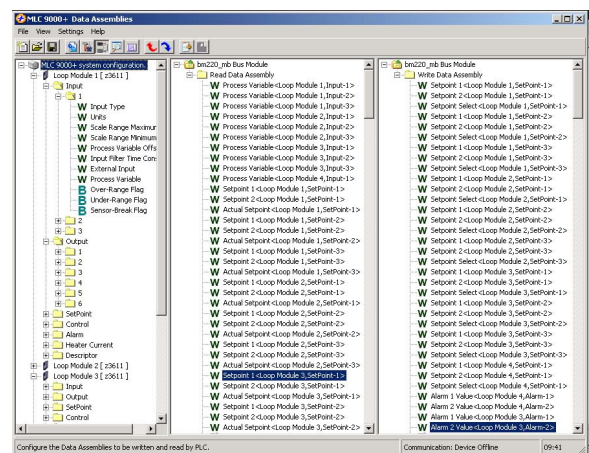 MLC 9000+ Data Assemblies
File View Settings Help
MLC 9000+ system configuration.
Loop Module 1 [ z3611 ]
Input
1
Input Type
Units
Scale Range Maximur
Scale Range Minimum
Process Variable Offs
Input Filter Time Con
External Input
Process Variable
Over-Range Flag
Under-Range Flag
Sensor-Break Flag
2
3
Output
1
2
3
4
5
6
SetPoint
Control
Alarm
Heater Current
Descriptor
Loop Module 2 [ z3611 ]
Loop Module 3 [ z3611 ]
Input
Output
SetPoint
Control
bm220_mb Bus Module
Read Data Assembly
W Process Variable<Loop Module 1,Input-1>
W Process Variable<Loop Module 1,Input-2>
W Process Variable<Loop Module 1,Input-3>
W Process Variable<Loop Module 2,Input-1>
W Process Variable<Loop Module 2,Input-2>
W Process Variable<Loop Module 2,Input-3>
W Process Variable<Loop Module 3,Input-1>
W Process Variable<Loop Module 3,Input-2>
W Process Variable<Loop Module 4,Input-1>
W Setpoint 1<Loop Module 1,SetPoint-1>
W Setpoint 2<Loop Module 1,SetPoint-1>
W Actual Setpoint<Loop Module 1,SetPoint-1>
W Setpoint 1<Loop Module 1,SetPoint-2>
W Setpoint 2<Loop Module 1,SetPoint-2>
W Actual Setpoint<Loop Module 1,SetPoint-2>
W Setpoint 1<Loop Module 1,SetPoint-3>
W Setpoint 2<Loop Module 1,SetPoint-3>
W Actual Setpoint<Loop Module 1,SetPoint-3>
W Setpoint 1<Loop Module 2,SetPoint-1>
W Setpoint 2<Loop Module 2,SetPoint-1>
W Actual Setpoint<Loop Module 2,SetPoint-1>
W Setpoint 1<Loop Module 2,SetPoint-2>
W Setpoint 2<Loop Module 2,SetPoint-2>
W Actual Setpoint<Loop Module 2,SetPoint-2>
W Setpoint 1<Loop Module 2,SetPoint-3>
W Setpoint 2<Loop Module 2,SetPoint-3>
W Actual Setpoint<Loop Module 2,SetPoint-3>
W Setpoint 1<Loop Module 3,SetPoint-1>
W Setpoint 2<Loop Module 3,SetPoint-1>
W Actual Setpoint<Loop Module 3,SetPoint-1>
W Setpoint 1<Loop Module 3,SetPoint-2>
W Setpoint 2<Loop Module 3,SetPoint-2>
W Actual Setpoint<Loop Module 3,SetPoint-2>
bm220_mb Bus Module
Write Data Assembly
W Setpoint 1<Loop Module 1,SetPoint-1>
W Setpoint 2<Loop Module 1,SetPoint-1>
W Setpoint Select<Loop Module 1,SetPoint-1>
W Setpoint 1<Loop Module 1,SetPoint-2>
W Setpoint 2<Loop Module 1,SetPoint-2>
W Setpoint Select<Loop Module 1,SetPoint-2>
W Setpoint 1<Loop Module 1,SetPoint-3>
W Setpoint 2<Loop Module 1,SetPoint-3>
W Setpoint Select<Loop Module 1,SetPoint-3>
W Setpoint 1<Loop Module 2,SetPoint-1>
W Setpoint 2<Loop Module 2,SetPoint-1>
W Setpoint Select<Loop Module 2,SetPoint-1>
W Setpoint 1<Loop Module 2,SetPoint-2>
W Setpoint 2<Loop Module 2,SetPoint-2>
W Setpoint Select<Loop Module 2,SetPoint-2>
W Setpoint 1<Loop Module 2,SetPoint-3>
W Setpoint 2<Loop Module 2,SetPoint-3>
W Setpoint Select<Loop Module 2,SetPoint-3>
W Setpoint 1<Loop Module 3,SetPoint-1>
W Setpoint 2<Loop Module 3,SetPoint-1>
W Setpoint Select<Loop Module 3,SetPoint-1>
W Setpoint 1<Loop Module 3,SetPoint-2>
W Setpoint 2<Loop Module 3,SetPoint-2>
W Setpoint Select<Loop Module 3,SetPoint-2>
W Setpoint 1<Loop Module 3,SetPoint-3>
W Setpoint 2<Loop Module 3,SetPoint-3>
W Setpoint Select<Loop Module 3,SetPoint-3>
W Setpoint 1<Loop Module 4,SetPoint-1>
W Setpoint 2<Loop Module 4,SetPoint-1>
W Setpoint Select<Loop Module 4,SetPoint-1>
W Alarm 1 Value<Loop Module 4,Alarm-1>
W Alarm 2 Value<Loop Module 4,Alarm-1>
W Alarm 1 Value<Loop Module 3,Alarm-1>
W Alarm 2 Value<Loop Module 3,Alarm-2>
Configure the Data Assemblies to be written and read by PLC.
Communication: Device Offline
09:41